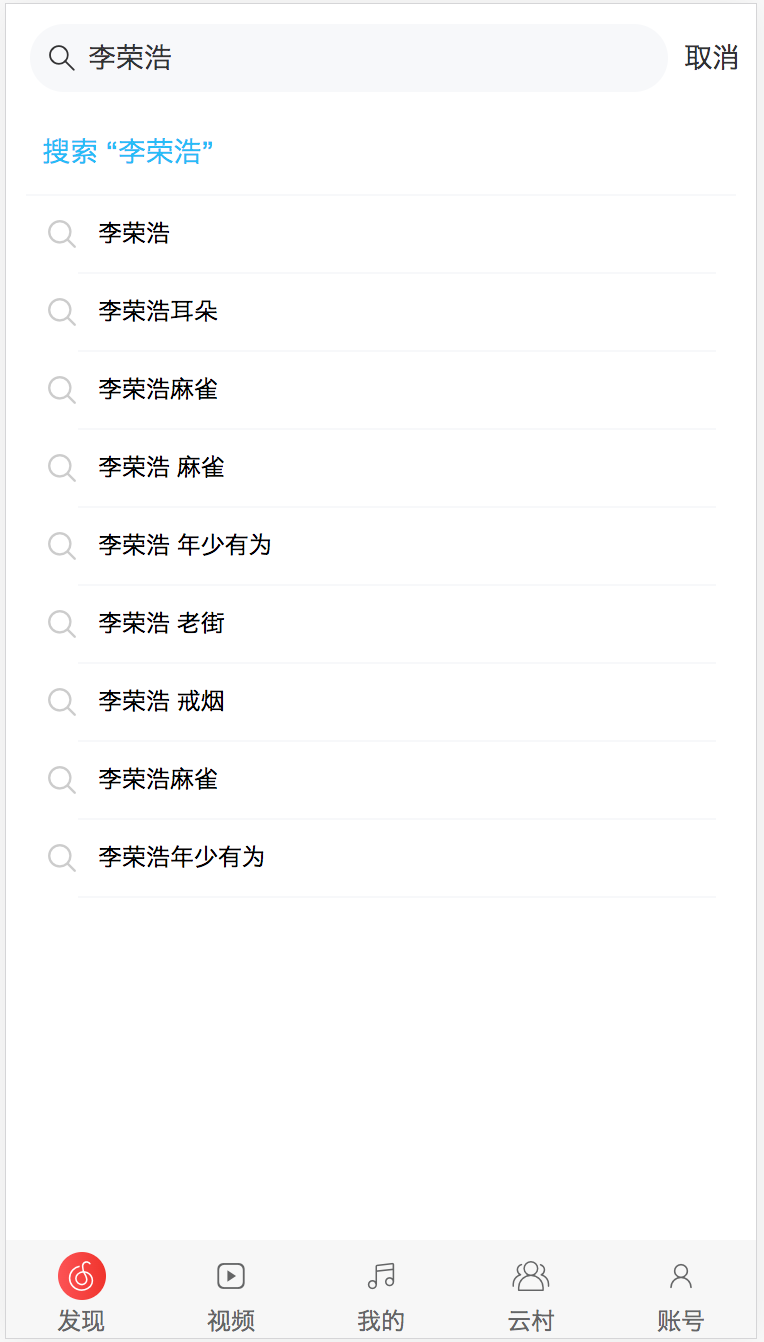 李荣浩 取消
搜索 “李荣浩”
李荣浩
李荣浩耳朵
李荣浩麻雀
李荣浩 麻雀
李荣浩 年少有为
李荣浩 老街
李荣浩 戒烟
李荣浩麻雀
李荣浩年少有为
发现 视频 我的 云村 账号